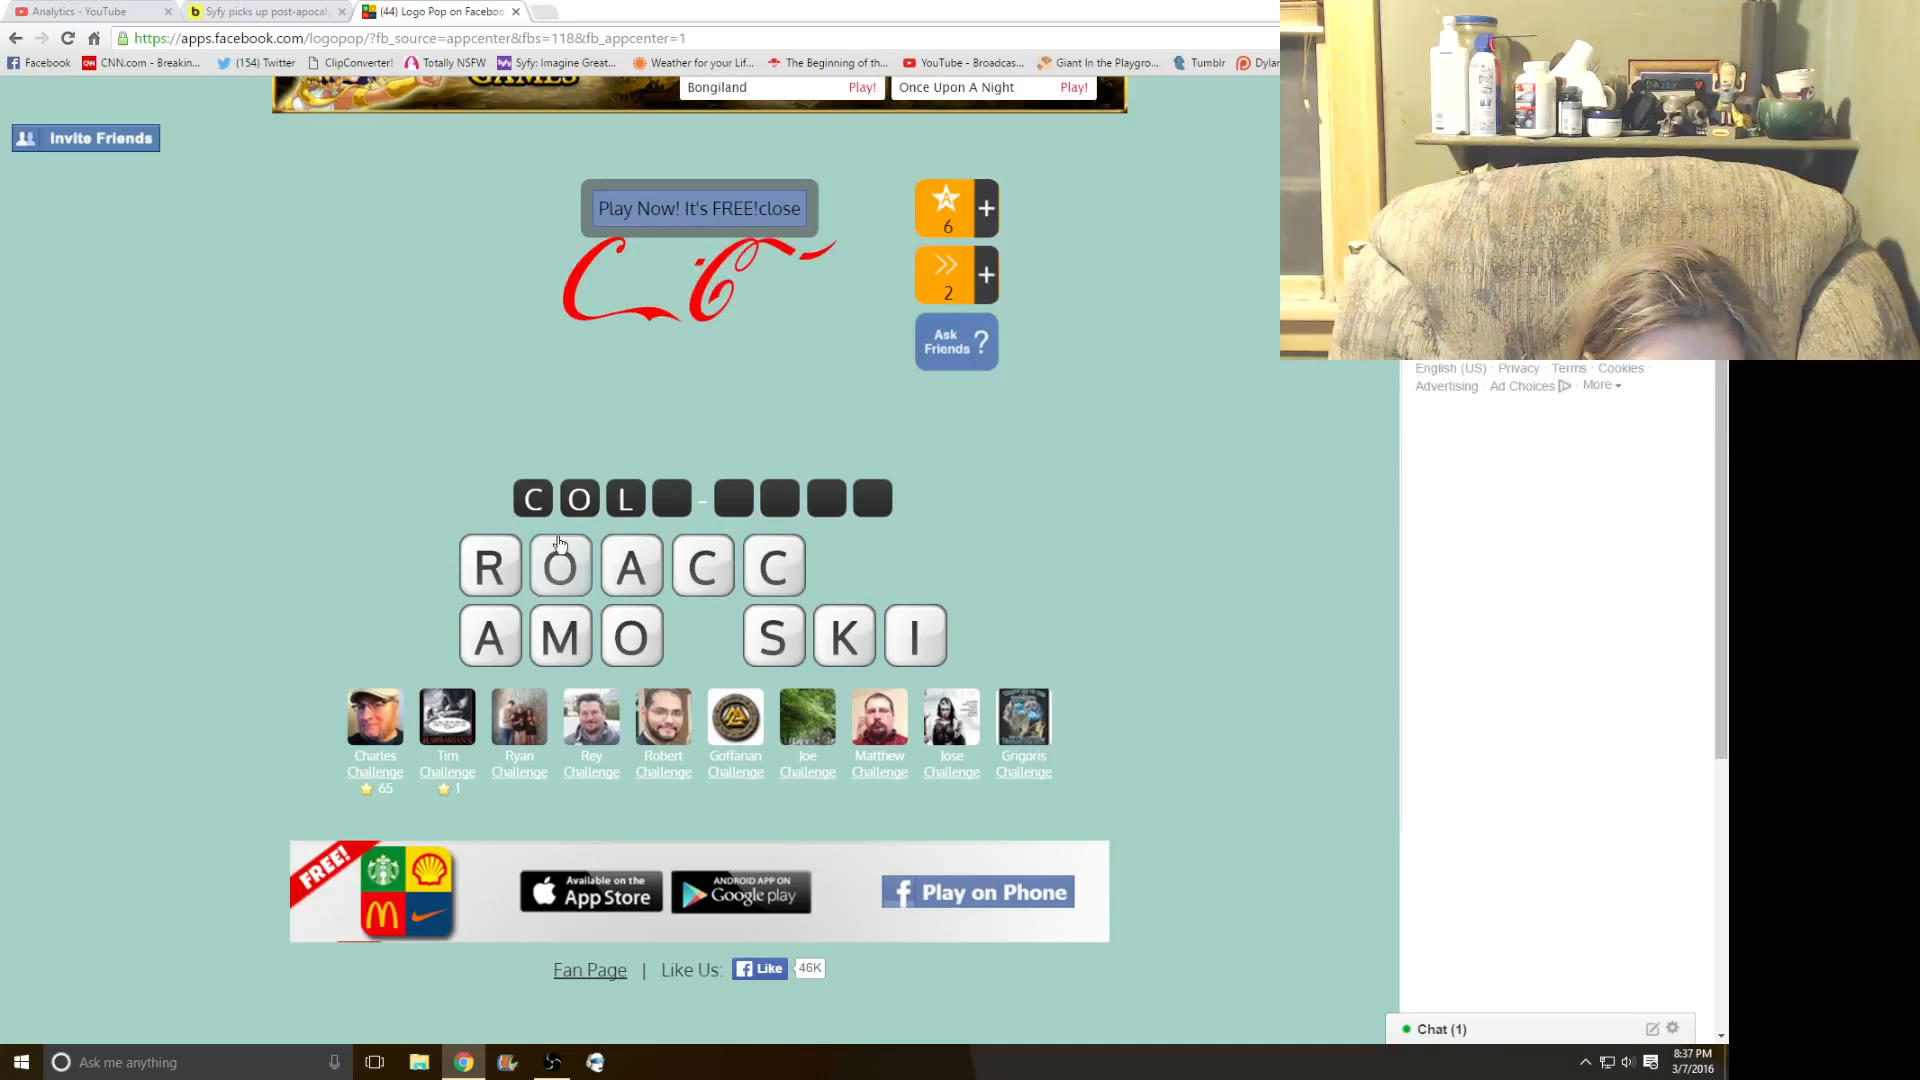 Analytics - YouTube
Syfy picks up post-apocal
(44) Logo Pop on Faceboo
https://apps.facebook.com/logopop/?fb_source=appcenter&fbs=118&fb_appcenter=1
Facebook
CNN.com - Breakin...
(154) Twitter
ClipConverter!
Totally NSFW
Syfy: Imagine Great...
Weather for your Lif...
The Beginning of th...
YouTube - Broadcas...
Giant In the Playgro...
Tumblr
Dylan
GAMES
Bongiland Play!
Once Upon A Night Play!
Invite Friends
Play Now! It's FREE!close
6 +
2 +
Ask
Friends ?
English (US) · Privacy · Terms · Cookies ·
Advertising · Ad Choices · More
C O L -
R O A C C
A M O S K I
Charles
Challenge
65
Tim
Challenge
1
Ryan
Challenge
Rey
Challenge
Robert
Challenge
Goffanan
Challenge
Joe
Challenge
Matthew
Challenge
Jose
Challenge
Grigoris
Challenge
FREE!
Available on the
App Store
ANDROID APP ON
Google play
Play on Phone
Fan Page | Like Us: Like 46K
Chat (1)
Ask me anything
8:37 PM
3/7/2016